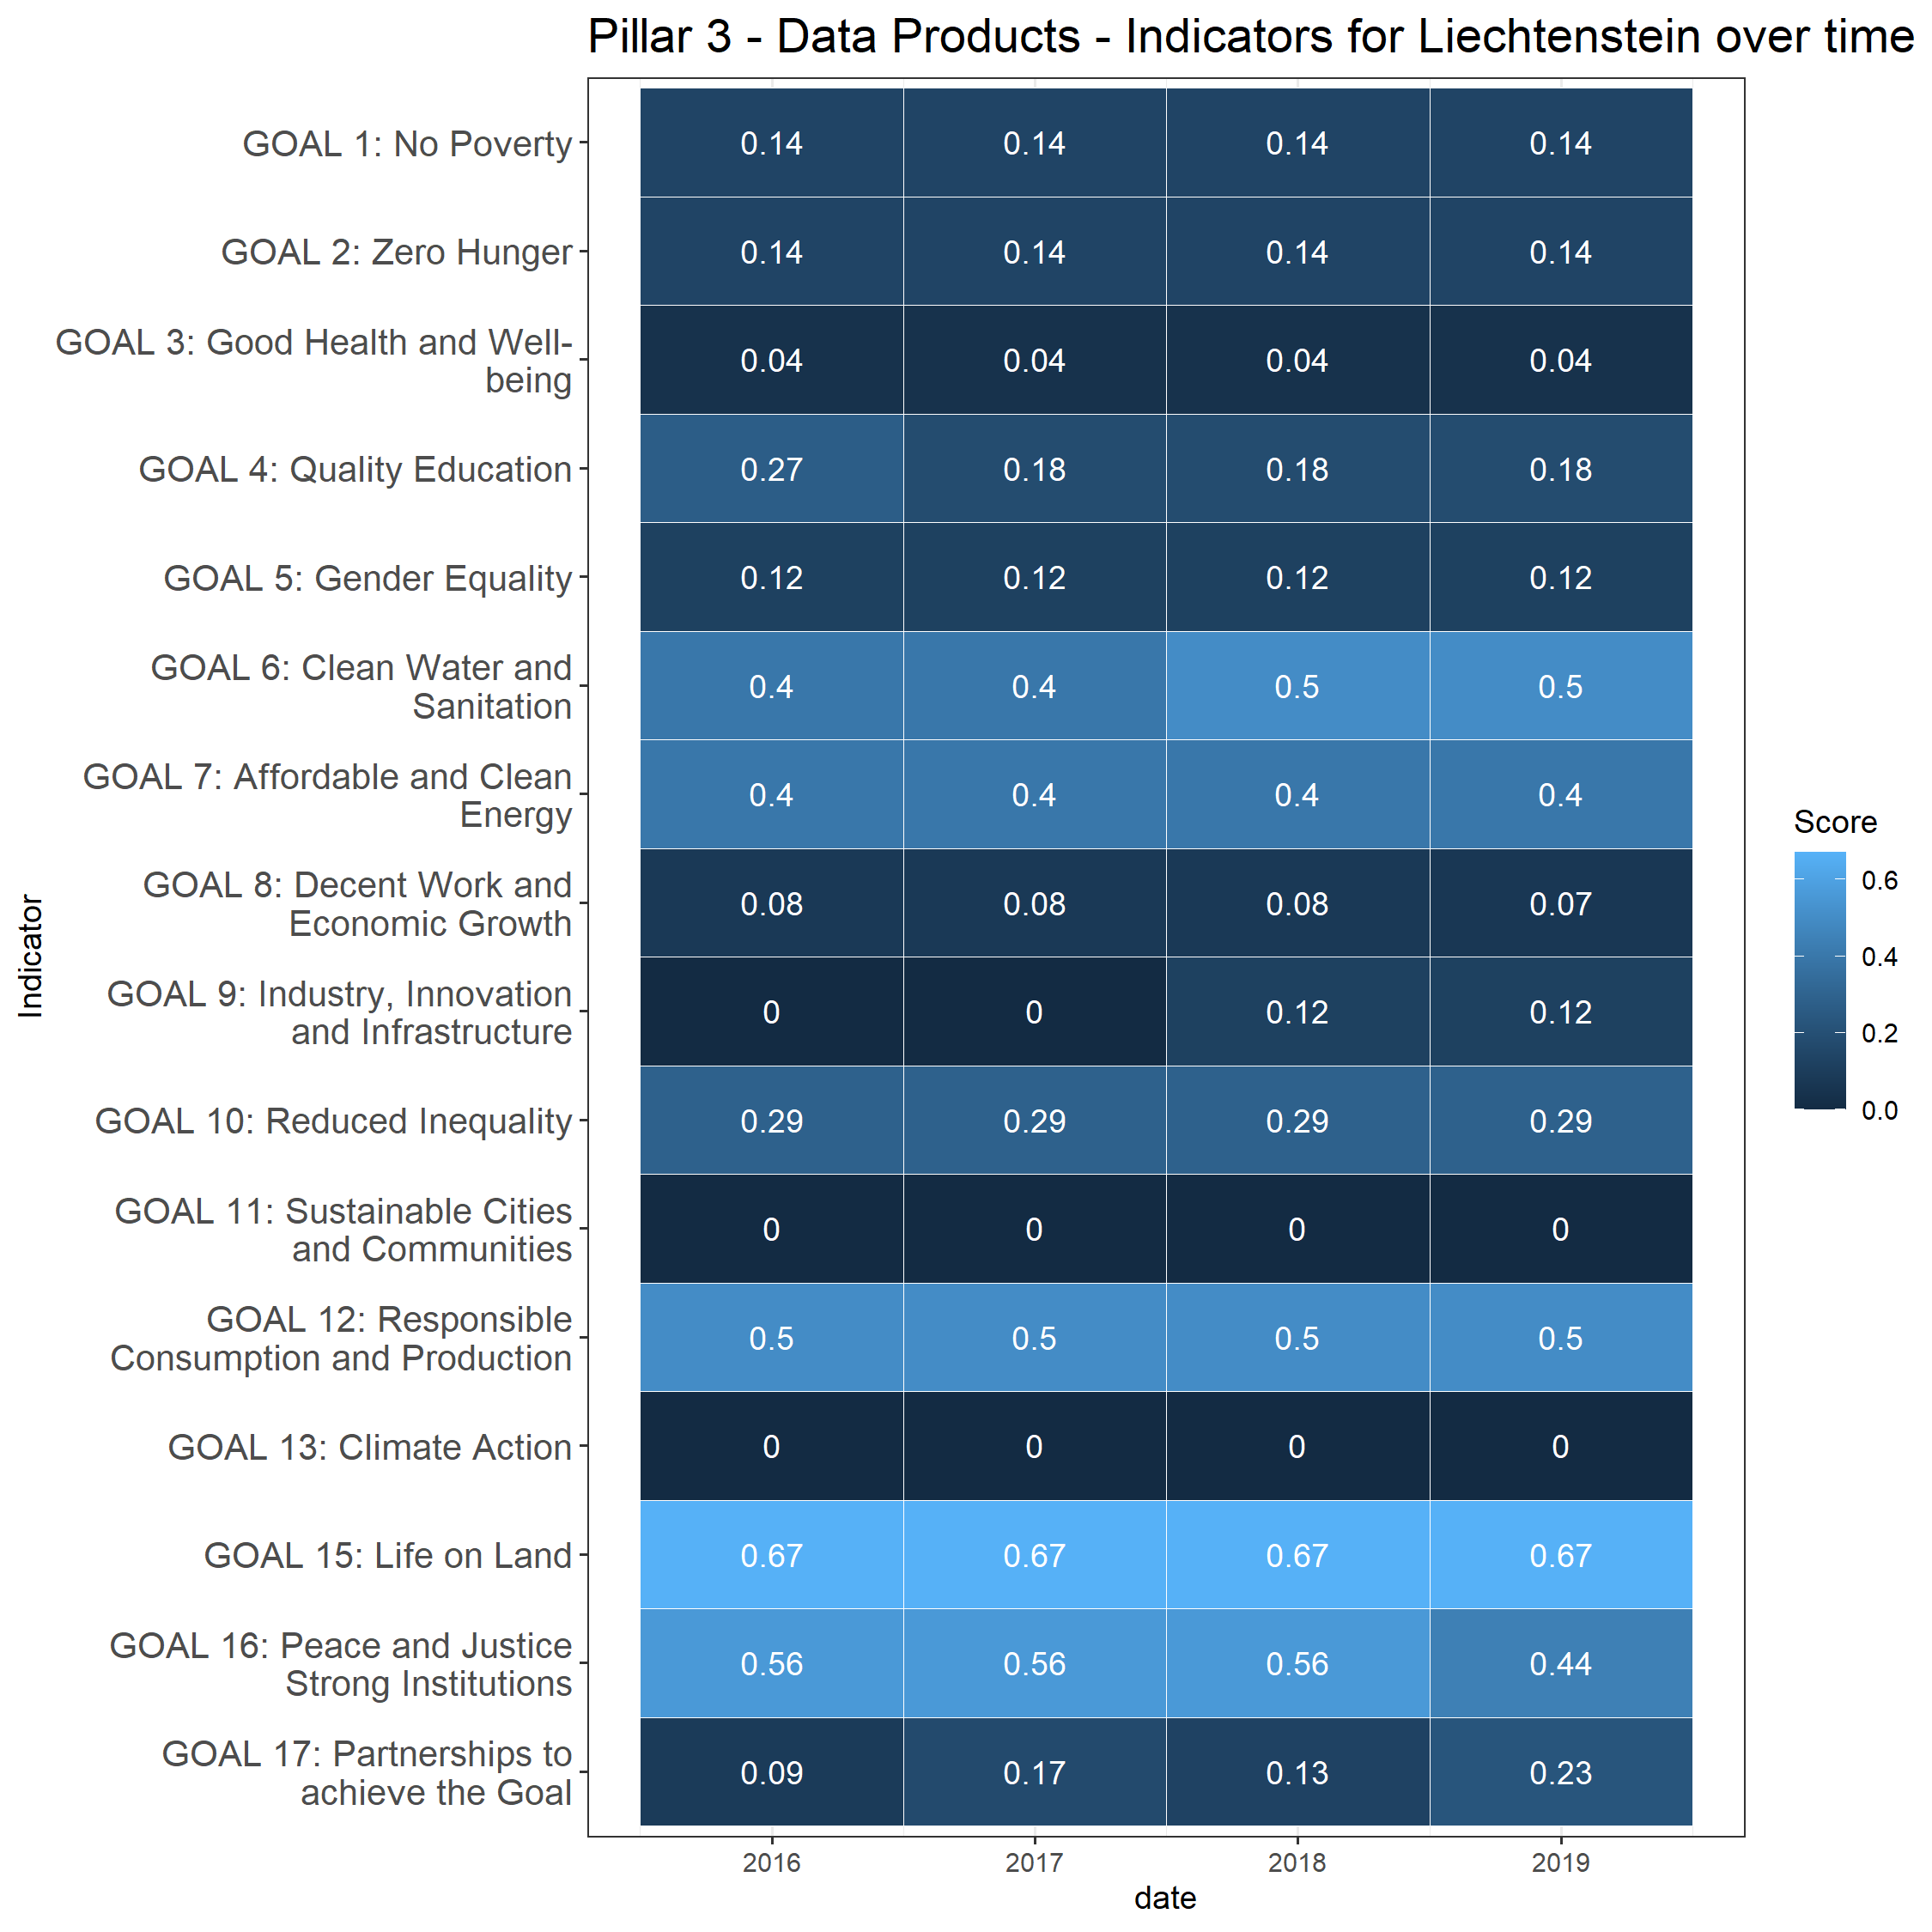 Pillar 3 - Data Products - Indicators for Liechtenstein over time
GOAL 1: No Poverty
0.14 0.14 0.14 0.14
GOAL 2: Zero Hunger
0.14 0.14 0.14 0.14
GOAL 3: Good Health and Well-
being
0.04 0.04 0.04 0.04
GOAL 4: Quality Education
0.27 0.18 0.18 0.18
GOAL 5: Gender Equality
0.12 0.12 0.12 0.12
GOAL 6: Clean Water and
Sanitation
0.4 0.4 0.5 0.5
GOAL 7: Affordable and Clean
Energy
0.4 0.4 0.4 0.4
GOAL 8: Decent Work and
Economic Growth
0.08 0.08 0.08 0.07
GOAL 9: Industry, Innovation
and Infrastructure
0 0 0.12 0.12
GOAL 10: Reduced Inequality
0.29 0.29 0.29 0.29
GOAL 11: Sustainable Cities
and Communities
0 0 0 0
GOAL 12: Responsible
Consumption and Production
0.5 0.5 0.5 0.5
GOAL 13: Climate Action
0 0 0 0
GOAL 15: Life on Land
0.67 0.67 0.67 0.67
GOAL 16: Peace and Justice
Strong Institutions
0.56 0.56 0.56 0.44
GOAL 17: Partnerships to
achieve the Goal
0.09 0.17 0.13 0.23
2016 2017 2018 2019
date
Indicator
Score
0.6
0.4
0.2
0.0